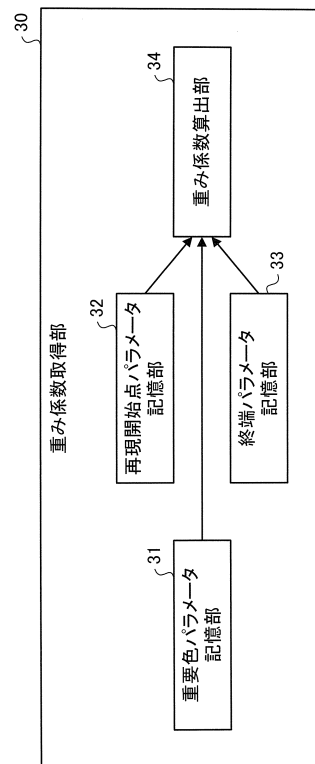 30
重み係数取得部
31
重要色パラメータ
記憶部
32
再現開始点パラメータ
記憶部
終端パラメータ
記憶部
33
34
重み係数算出部